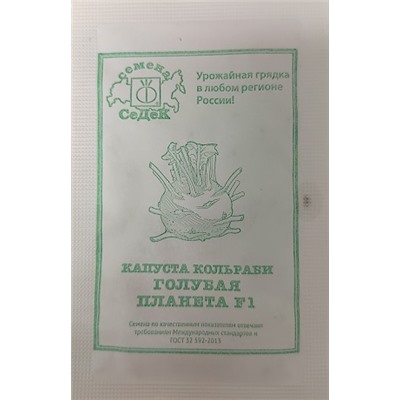 семена
СеДеК
Урожайная грядка
в любом регионе
России!
КАПУСТА КОЛЬРАБИ
ГОЛУБАЯ
ПЛАНЕТА F1
Семена по качественным показателям отвечают
требованиям Международных стандартов и
ГОСТ 32 592-2013